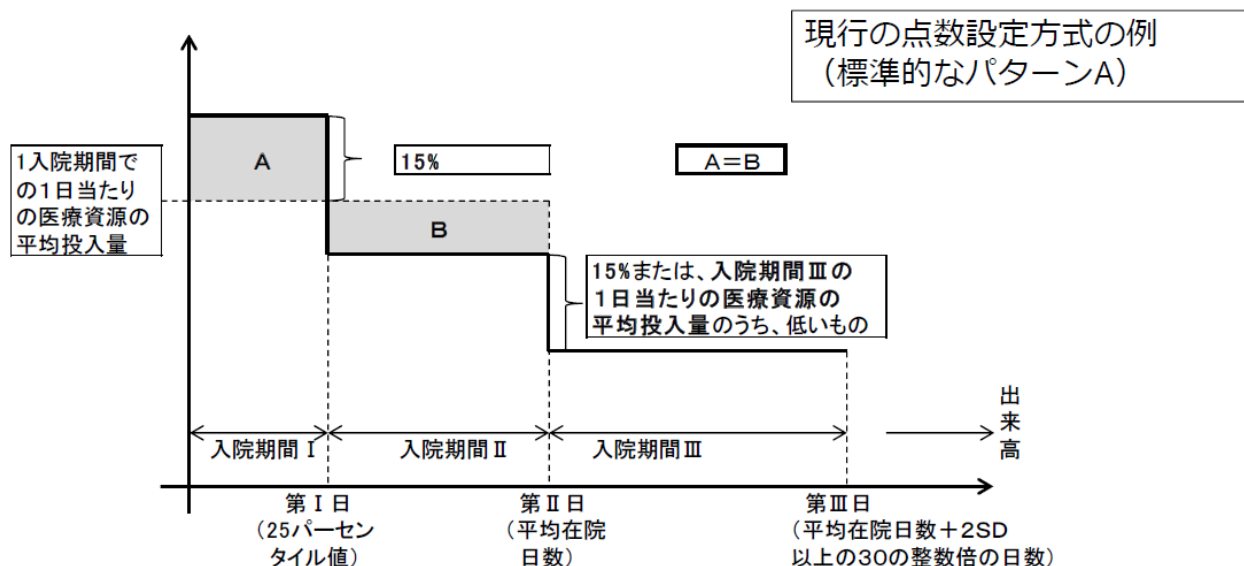 現行の点数設定方式の例
（標準的なパターンA）
1入院期間で
の1日当たり
の医療資源の
平均投入量
A
15%
A＝B
B
15%または、入院期間Ⅲの
1日当たりの医療資源の
平均投入量のうち、低いもの
入院期間Ⅰ
入院期間Ⅱ
入院期間Ⅲ
出来高
第Ⅰ日
（25パーセン
タイル値）
第Ⅱ日
（平均在院
日数）
第Ⅲ日
（平均在院日数＋2SD
以上の30の整数倍の日数）